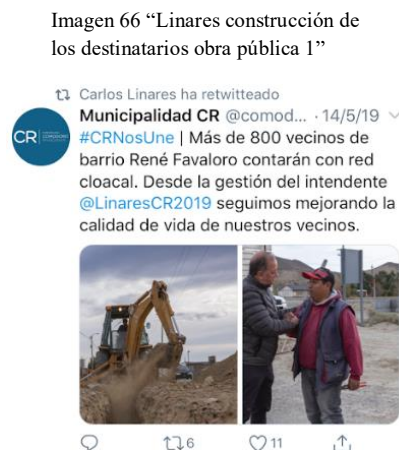 Imagen 66 “Linares construcción de
los destinatarios obra pública 1”
Carlos Linares ha retwitteado
Municipalidad CR @comod... · 14/5/19
CR
#CRNosUne | Más de 800 vecinos de
barrio René Favaloro contarán con red
cloacal. Desde la gestión del intendente
@LinaresCR2019 seguimos mejorando la
calidad de vida de nuestros vecinos.
6
11